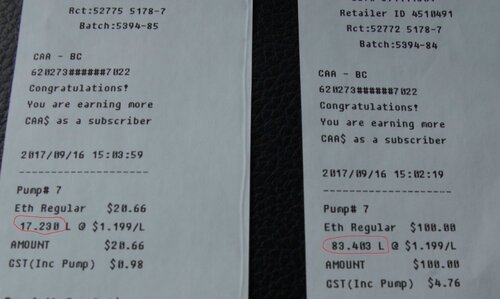 Rct:52775 5178-7
Batch:5394-85
CAA - BC
620273######7022
Congratulations!
You are earning more
CAA$ as a subscriber
2017/09/16 15:03:59
--------------------
Pump# 7
Eth Regular $20.66
17.230 L @ $1.199/L
AMOUNT $20.66
GST(Inc Pump) $0.98
Retailer ID 4510491
Rct:52772 5178-7
Batch:5394-84
CAA - BC
620273######7022
Congratulations!
You are earning more
CAA$ as a subscriber
2017/09/16 15:02:19
--------------------
Pump# 7
Eth Regular $100.00
83.403 L @ $1.199/L
AMOUNT $100.00
GST(Inc Pump) $4.76